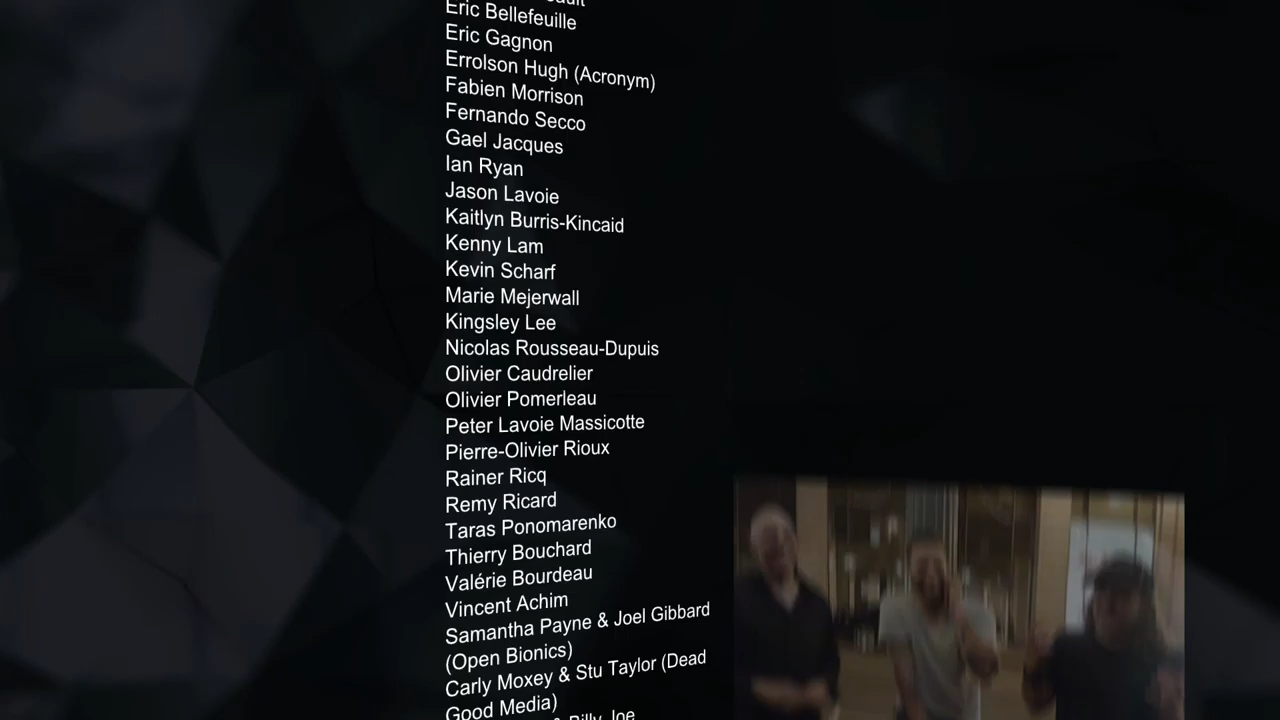 Eric Bellefeuille
Eric Gagnon
Errolson Hugh (Acronym)
Fabien Morrison
Fernando Secco
Gael Jacques
Ian Ryan
Jason Lavoie
Kaitlyn Burris-Kincaid
Kenny Lam
Kevin Scharf
Marie Mejerwall
Kingsley Lee
Nicolas Rousseau-Dupuis
Olivier Caudrelier
Olivier Pomerleau
Peter Lavoie Massicotte
Pierre-Olivier Rioux
Rainer Ricq
Remy Ricard
Taras Ponomarenko
Thierry Bouchard
Valérie Bourdeau
Vincent Achim
Samantha Payne & Joel Gibbard
(Open Bionics)
Carly Moxey & Stu Taylor (Dead
Good Media)
& Billy Joe